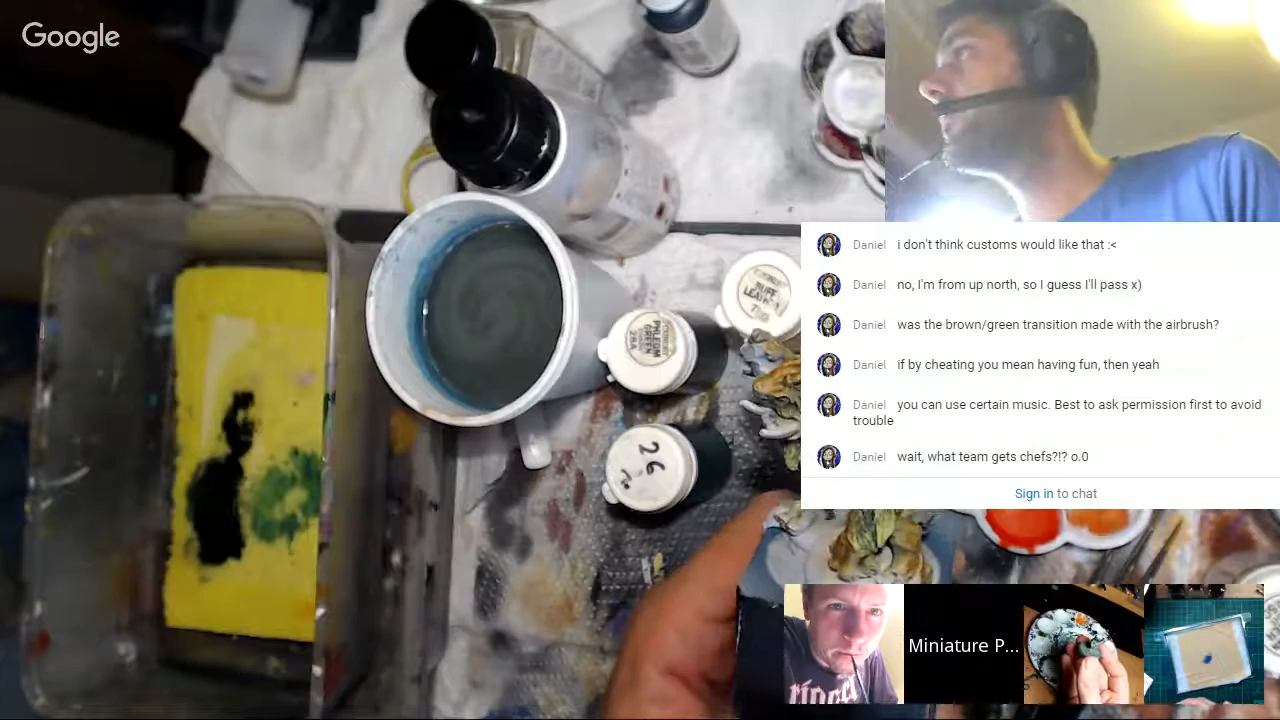 Google
Daniel i don't think customs would like that :<
Daniel no, I'm from up north, so I guess I'll pass x)
Daniel was the brown/green transition made with the airbrush?
Daniel if by cheating you mean having fun, then yeah
Daniel you can use certain music. Best to ask permission first to avoid
trouble
Daniel wait, what team gets chefs?!? o.0
Sign in to chat
PHLEGM
GREEN
28A
26
Miniature P...